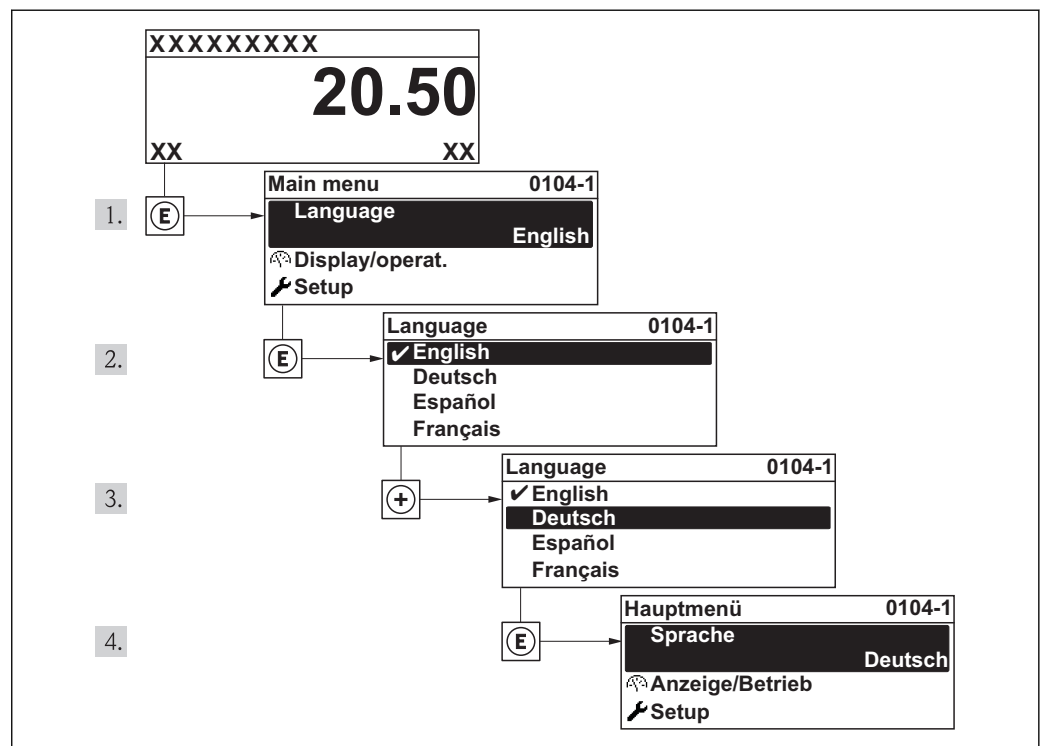 XXXXXXXXX
20.50
XX XX
1. E
Main menu 0104-1
Language
English
Display/operat.
Setup
2. E
Language 0104-1
✔English
Deutsch
Español
Français
3. +
Language 0104-1
✔English
Deutsch
Español
Français
4. E
Hauptmenü 0104-1
Sprache
Deutsch
Anzeige/Betrieb
Setup